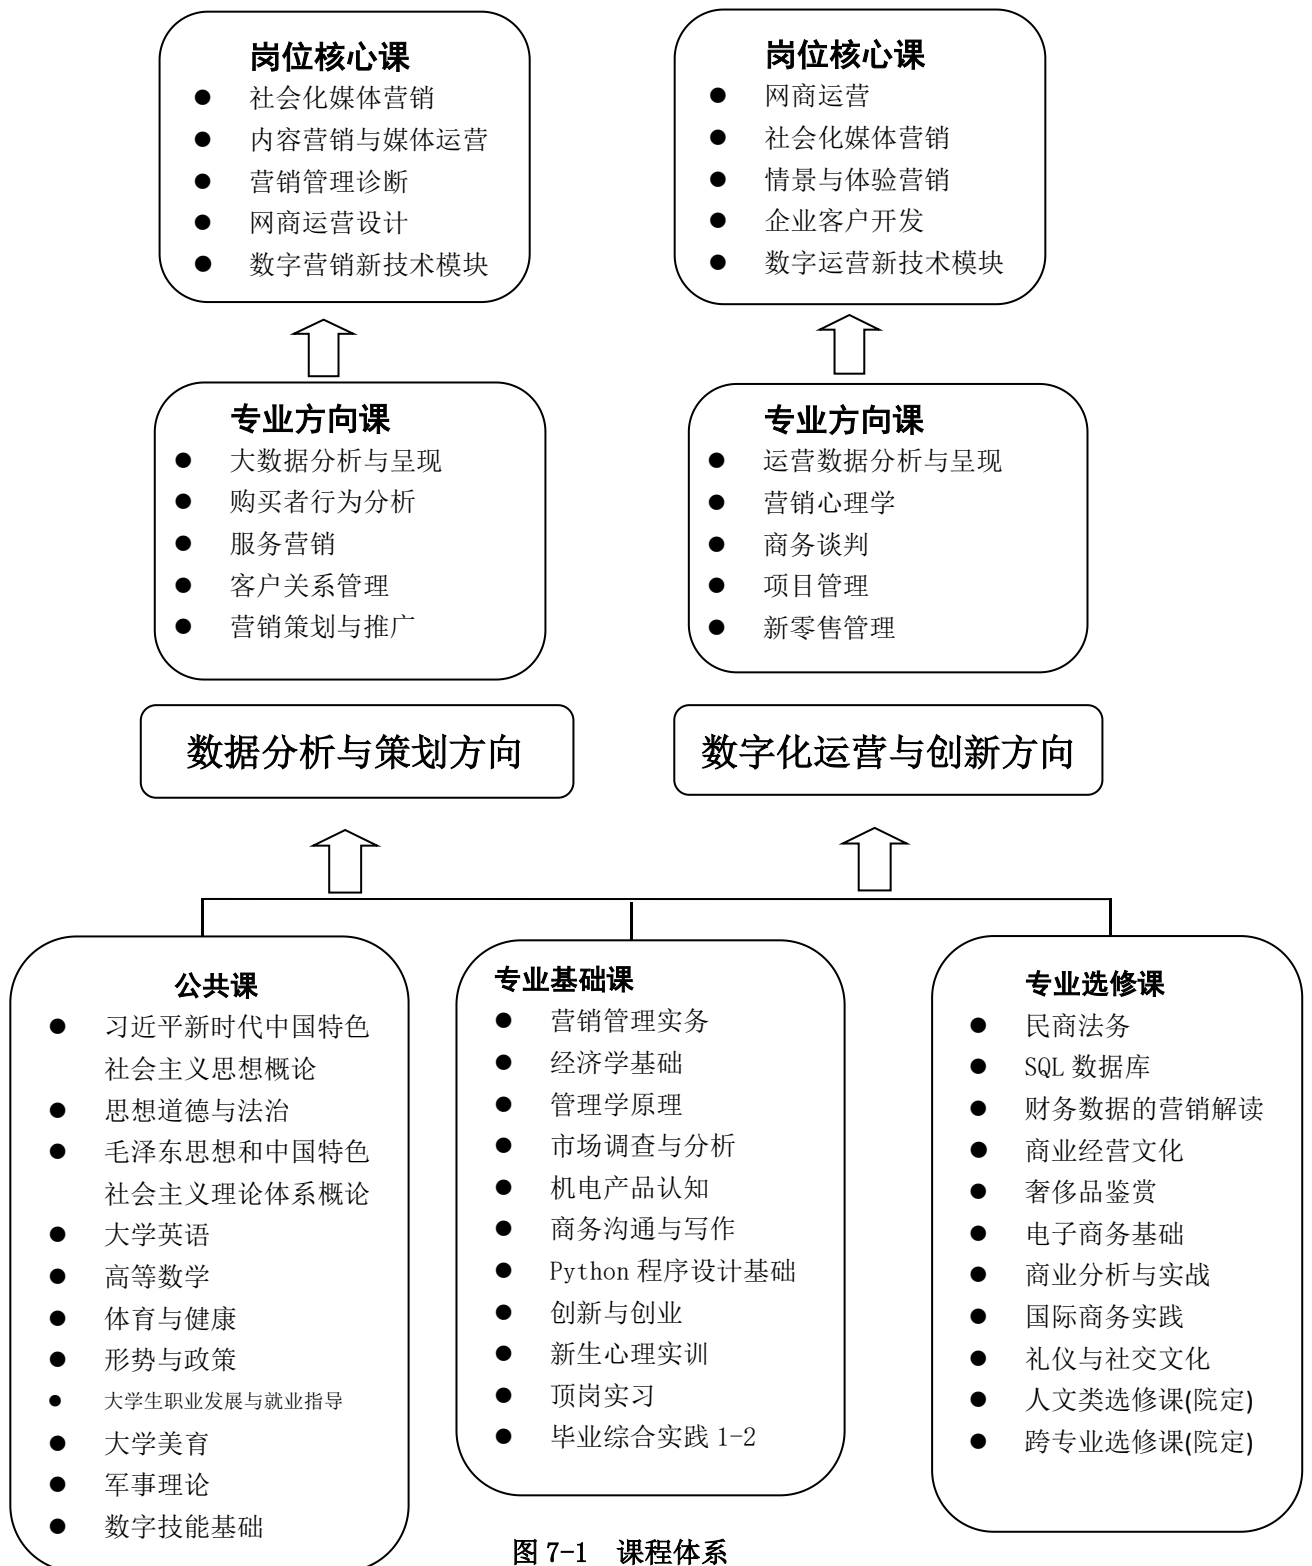 岗位核心课
● 社会化媒体营销
● 内容营销与媒体运营
● 营销管理诊断
● 网商运营设计
● 数字营销新技术模块
岗位核心课
● 网商运营
● 社会化媒体营销
● 情景与体验营销
● 企业客户开发
● 数字运营新技术模块
专业方向课
● 大数据分析与呈现
● 购买者行为分析
● 服务营销
● 客户关系管理
● 营销策划与推广
专业方向课
● 运营数据分析与呈现
● 营销心理学
● 商务谈判
● 项目管理
● 新零售管理
数据分析与策划方向
数字化运营与创新方向
公共课
● 习近平新时代中国特色
社会主义思想概论
● 思想道德与法治
● 毛泽东思想和中国特色
社会主义理论体系概论
● 大学英语
● 高等数学
● 体育与健康
● 形势与政策
● 大学生职业发展与就业指导
● 大学美育
● 军事理论
● 数字技能基础
专业基础课
● 营销管理实务
● 经济学基础
● 管理学原理
● 市场调查与分析
● 机电产品认知
● 商务沟通与写作
● Python 程序设计基础
● 创新与创业
● 新生心理实训
● 顶岗实习
● 毕业综合实践 1-2
专业选修课
● 民商法务
● SQL 数据库
● 财务数据的营销解读
● 商业经营文化
● 奢侈品鉴赏
● 电子商务基础
● 商业分析与实战
● 国际商务实践
● 礼仪与社交文化
● 人文类选修课(院定)
● 跨专业选修课(院定)
图 7-1 课程体系